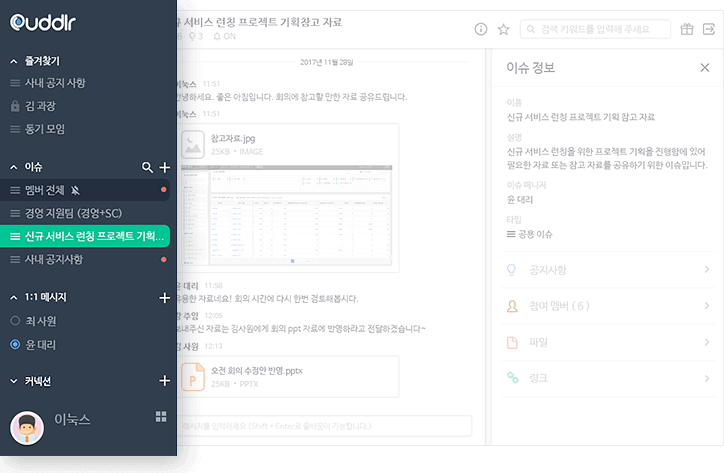 cuddlr
즐겨찾기
사내 공지 사항
김 과장
동기 모임
이슈
멤버 전체
경영 지원팀 (경영+SC)
신규 서비스 런칭 프로젝트 기획...
사내 공지사항
1:1 메시지
최 사원
윤 대리
커넥션
이눅스
신규 서비스 런칭 프로젝트 기획참고 자료
6 3 ON
검색 키워드를 입력해 주세요
2017년 11월 28일
이눅스 11:51
안녕하세요. 좋은 아침입니다. 회의에 참고할 만한 자료 공유드립니다.
이눅스 11:51
참고자료.jpg
25KB • IMAGE
윤 대리 11:58
유용한 자료네요! 회의 시간에 다시 한번 검토해봅시다.
주임 12:05
보내주신 자료는 김사원에게 회의 ppt 자료에 반영하라고 전달하겠습니다~
김 사원 12:13
오전 회의 수정안 반영.pptx
25KB • PPTX
메시지를 입력하세요 (Shift + Enter로 줄바꿈이 가능합니다.)
이슈 정보
이름
신규 서비스 런칭 프로젝트 기획 참고 자료
설명
신규 서비스 런칭을 위한 프로젝트 기획을 진행함에 있어
필요한 자료 또는 참고 자료를 공유하기 위한 이슈입니다.
이슈 매니저
윤 대리
타입
공용 이슈
공지사항
참여 멤버 ( 6 )
파일
링크